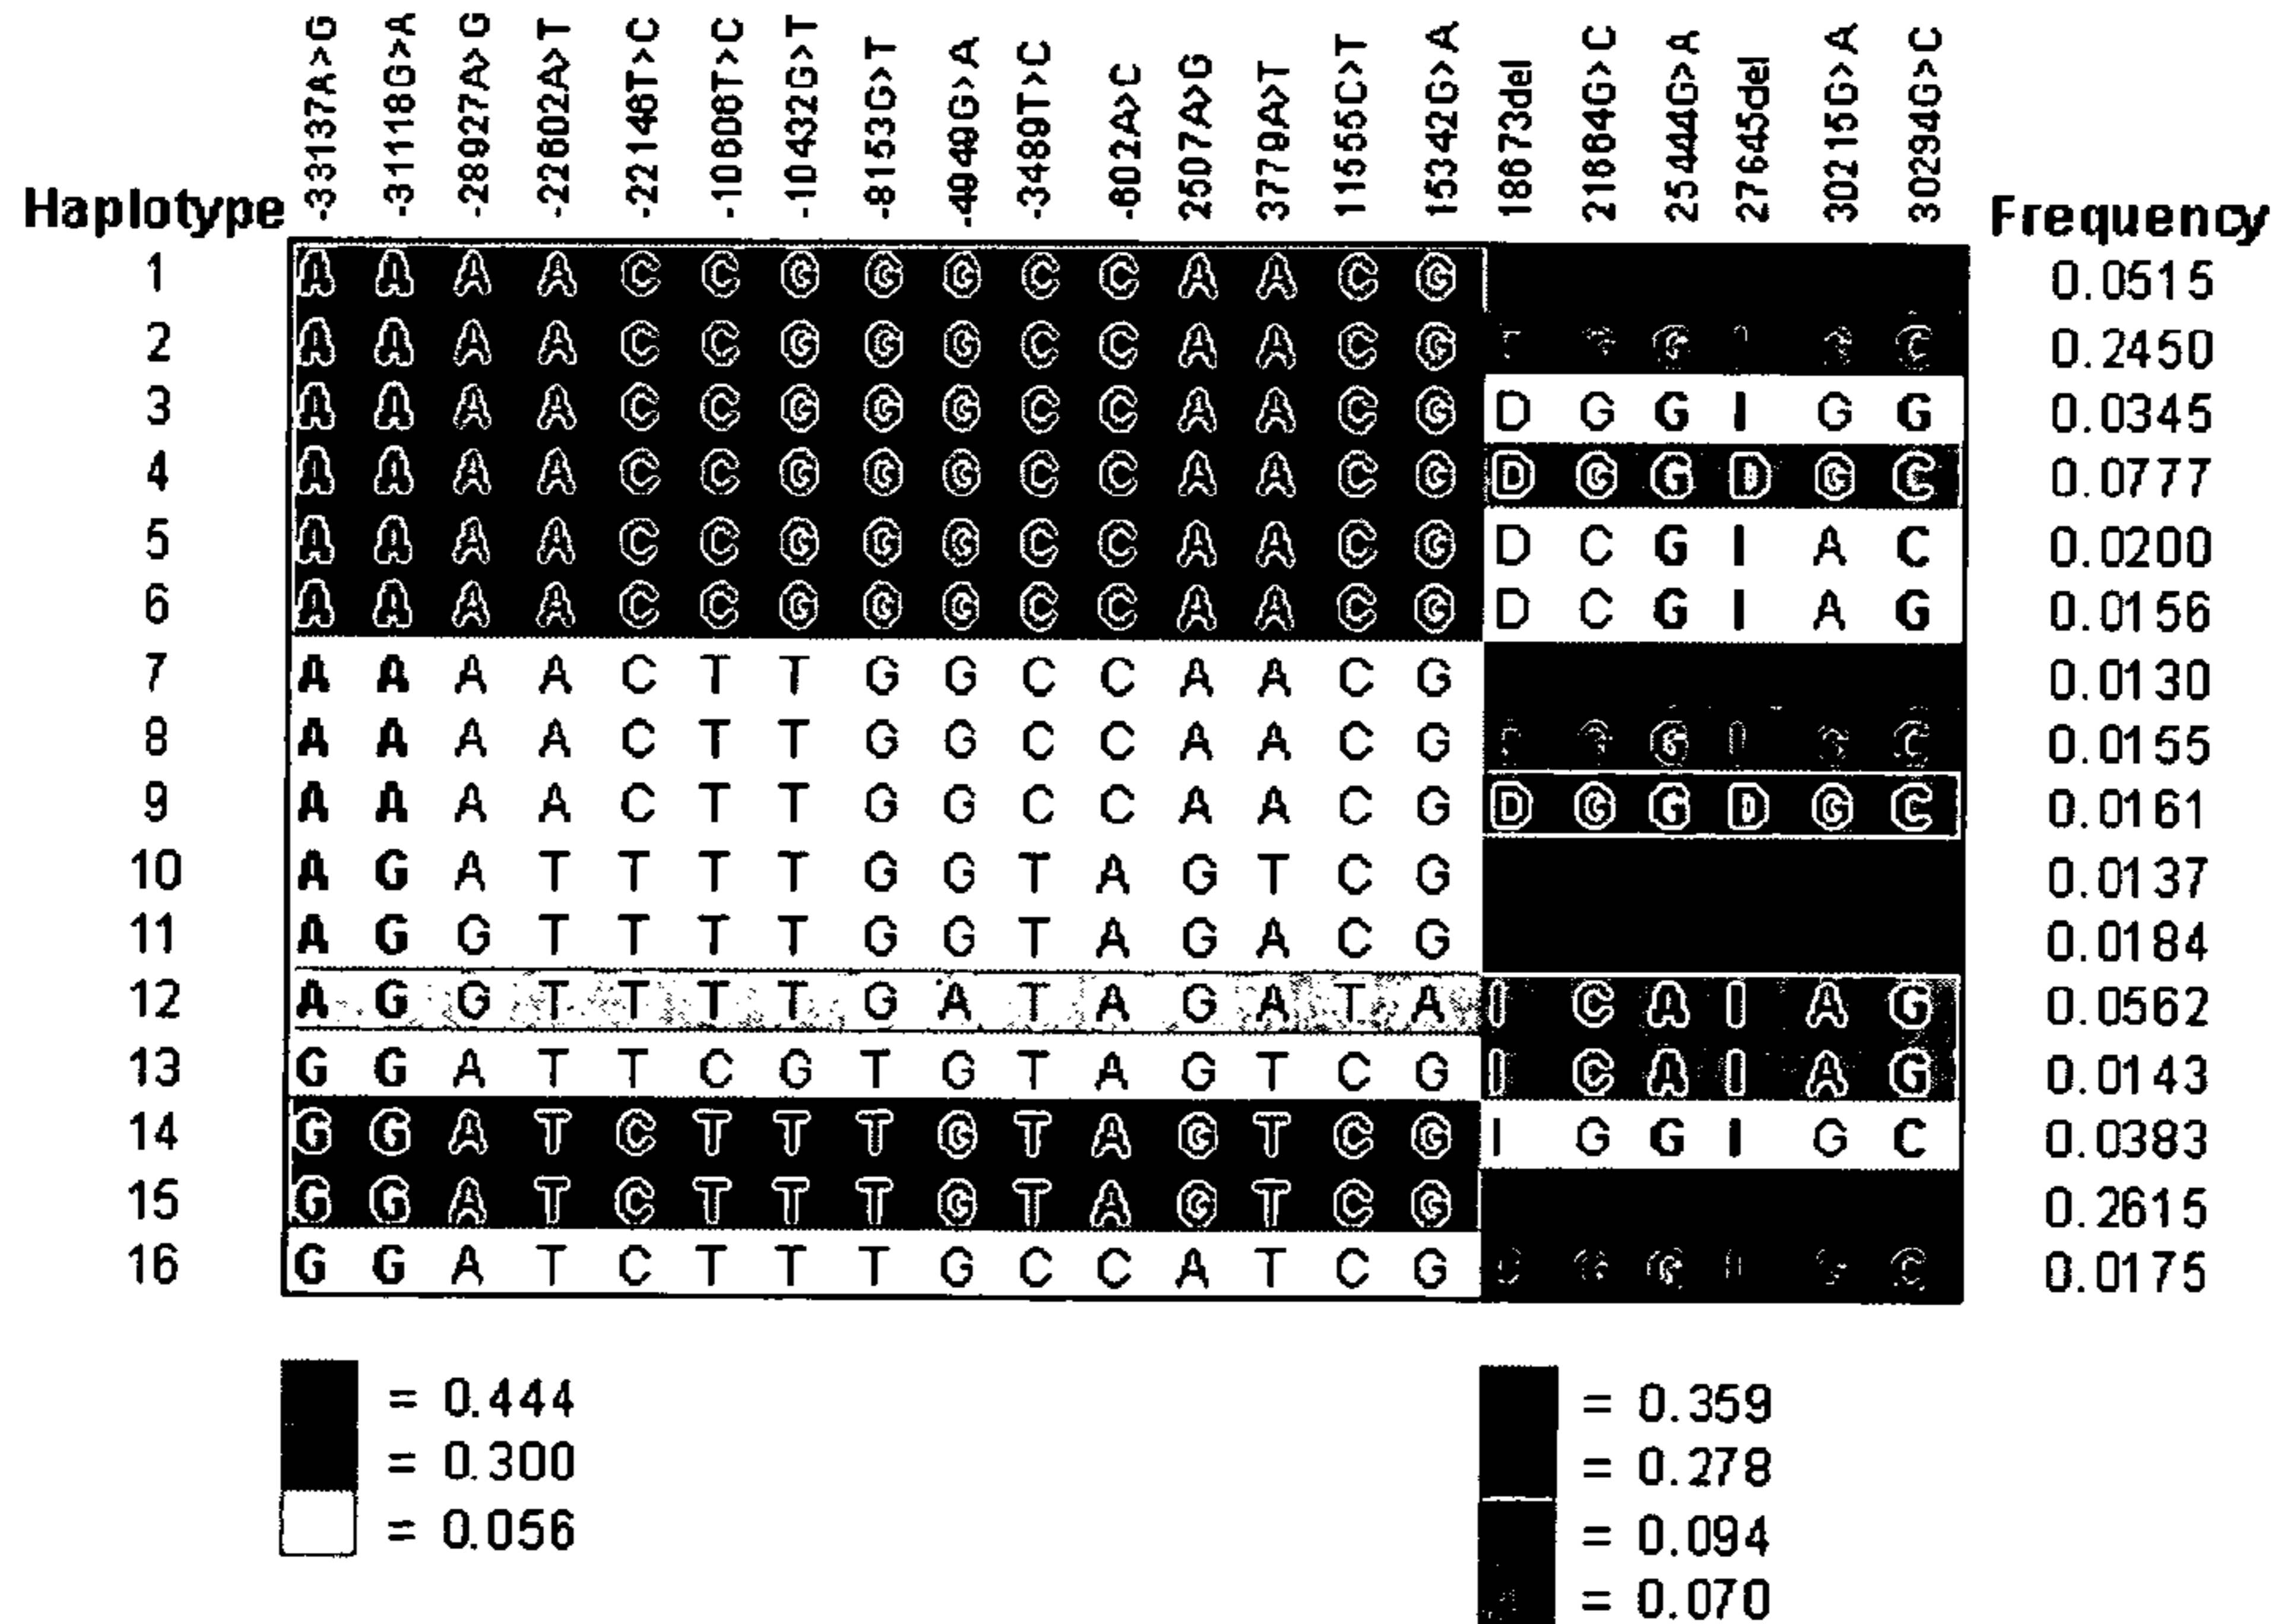 -33137A>G -31118G>A -28927A>G -22602A>T -22146T>C -10608T>C -10432G>T -8153G>T -4949G>A -3489T>C -602A>C 2507A>G 3779A>T 11555C>T 15342G>A 18673del 21664G>C 25444G>A 27645del 30215G>A 30294G>C
Haplotype Frequency
1 A A A A C C G G G C C A A C G 0.0515
2 A A A A C C G G G C C A A C G G I C 0.2450
3 A A A A C C G G G C C A A C G D G G I G G 0.0345
4 A A A A C C G G G C C A A C G D G G D G C 0.0777
5 A A A A C C G G G C C A A C G D C G I A C 0.0200
6 A A A A C C G G G C C A A C G D C G I A G 0.0156
7 A A A A C T T G G C C A A C G 0.0130
8 A A A A C T T G G C C A A C G G I C 0.0155
9 A A A A C T T G G C C A A C G D G G D G C 0.0161
10 A G A T T T T G G T A G T C G 0.0137
11 A G G T T T T G G T A G A C G 0.0184
12 A G G T T T T G A T A G A T A I C A I A G 0.0562
13 G G A T T C G T G T A G T C G I C A I A G 0.0143
14 G G A T C T T T G T A G T C G I G G I G C 0.0383
15 G G A T C T T T G T A G T C G 0.2615
16 G G A T C T T T G C C A T C G G I C 0.0175
= 0.444 = 0.359
= 0.300 = 0.278
= 0.056 = 0.094
= 0.070